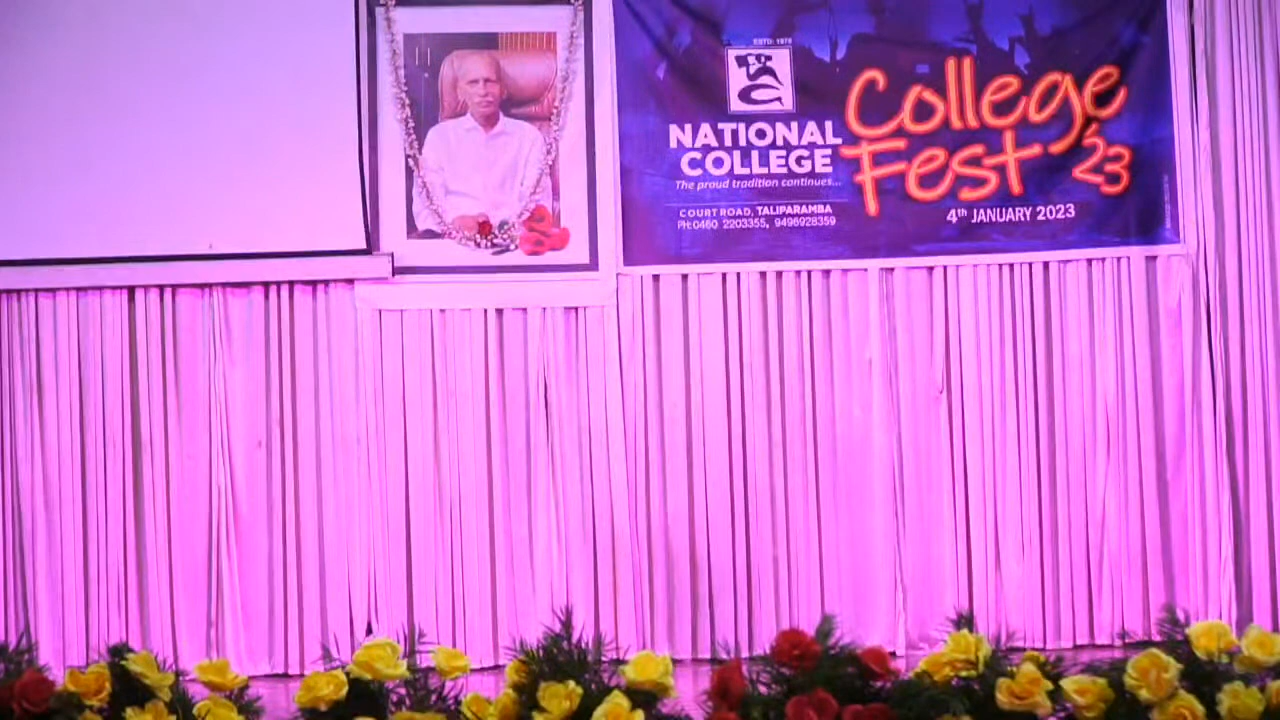 ESTD: 1978
NATIONAL
COLLEGE
The proud tradition continues...
COURT ROAD, TALIPARAMBA
PH:0460 2203355, 9496928359
College
Fest '23
4th JANUARY 2023